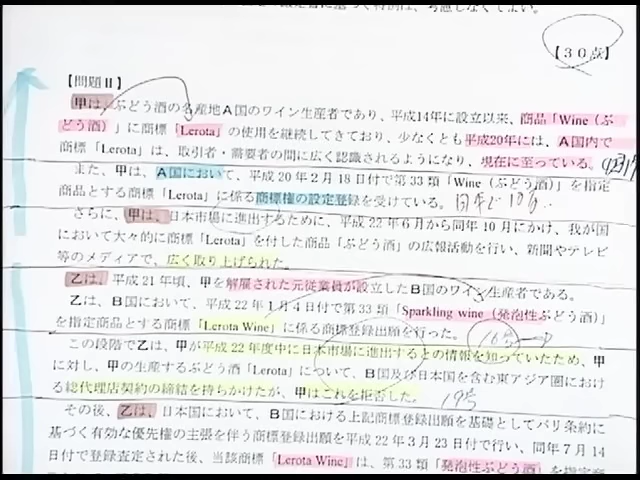 は、考慮しなくてよい。
【30点】
【問題Ⅱ】
甲は、ぶどう酒の名産地A国のワイン生産者であり、平成14年に設立以来、商品「Wine（ぶ
どう酒）」に商標「Lerota」の使用を継続してきており、少なくとも平成20年には、A国内で
商標「Lerota」は、取引者・需要者の間に広く認識されるようになり、現在に至っている。
また、甲は、A国において、平成20年2月18日付で第33類「Wine（ぶどう酒）」を指定
商品とする商標「Lerota」に係る商標権の設定登録を受けている。
さらに、甲は、日本市場に進出するために、平成22年6月から同年10月にかけ、我が国
において大々的に商標「Lerota」を付した商品「ぶどう酒」の広報活動を行い、新聞やテレビ
等のメディアで、広く取り上げられた。
乙は、平成21年頃、甲を解雇された元従業員が設立したB国のワイン生産者である。
乙は、B国において、平成22年1月4日付で第33類「Sparkling wine（発泡性ぶどう酒）」
を指定商品とする商標「Lerota Wine」に係る商標登録出願を行った。
この段階で乙は、甲が平成22年度中に日本市場に進出するとの情報を知っていたため、甲
に対し、甲の生産するぶどう酒「Lerota」について、B国及び日本国を含む東アジア圏におけ
る総代理店契約の締結を持ちかけたが、甲はこれを拒否した。
19号
その後、乙は、日本国において、B国における上記商標登録出願を基礎としてパリ条約に
基づく有効な優先権の主張を伴う商標登録出願を平成22年3月23日付で行い、同年7月14
日付で登録査定された後、当該商標「Lerota Wine」は、第33類「発泡性ぶどう酒」を指定商